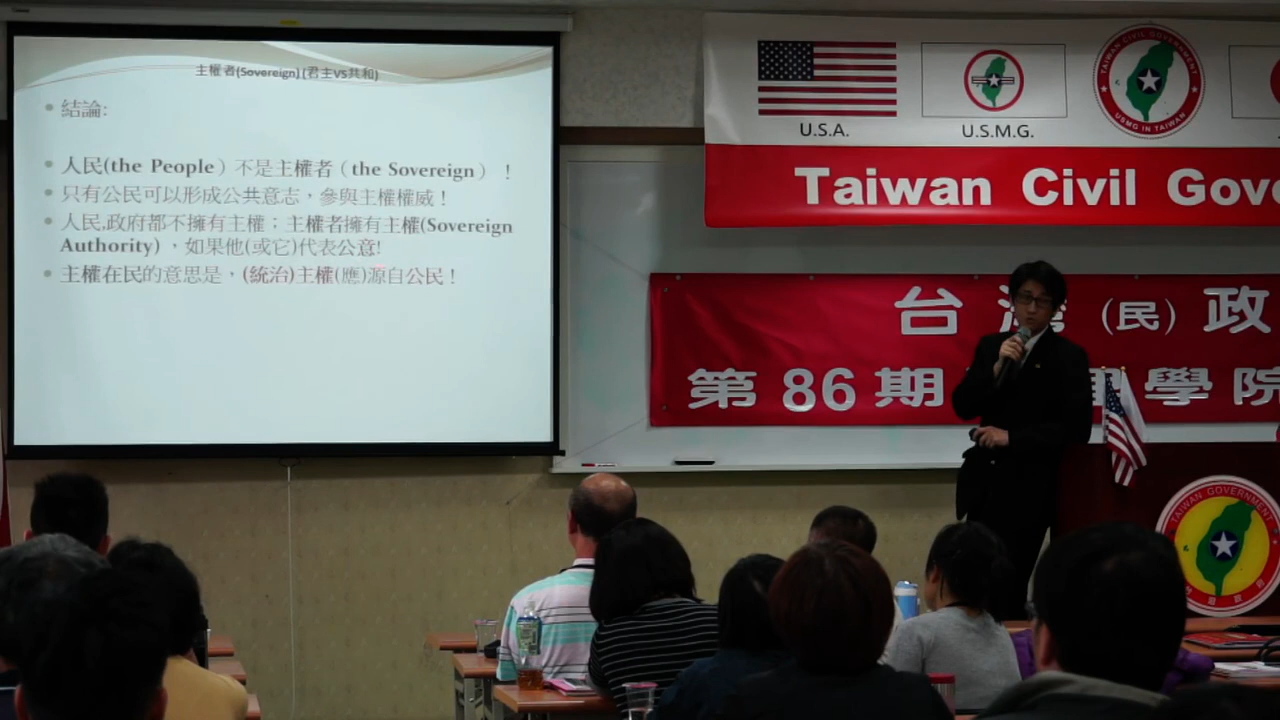 主權者(Sovereign) (君主vs共和)
結論:
人民(the People）不是主權者（the Sovereign） ！
只有公民可以形成公共意志，參與主權權威！
人民,政府都不擁有主權；主權者擁有主權(Sovereign
Authority) ，如果他(或它)代表公意!
主權在民的意思是，(統治)主權(應)源自公民！
U.S.A.
U.S.M.G.
TAIWAN CIVIL GOVERNMENT
USMG IN TAIWAN
Taiwan Civil Gove
台 (民) 政
第 86 期 學 院
TAIWAN GOVERNMENT